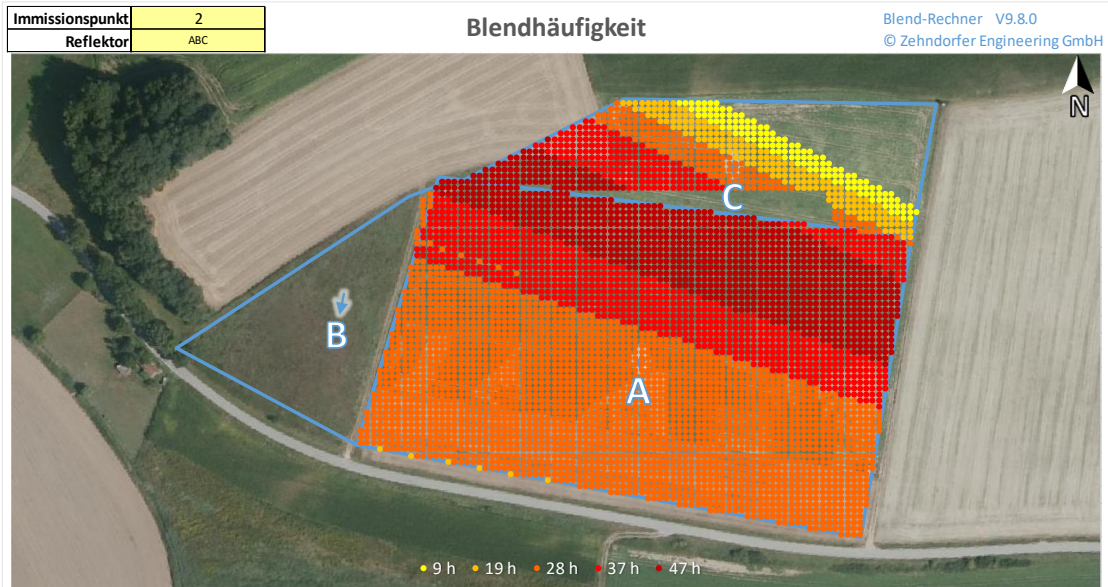 Immissionspunkt 2
Reflektor ABC
Blendhäufigkeit
Blend-Rechner V9.8.0
© Zehndorfer Engineering GmbH
N
C
B
A
9 h 19 h 28 h 37 h 47 h